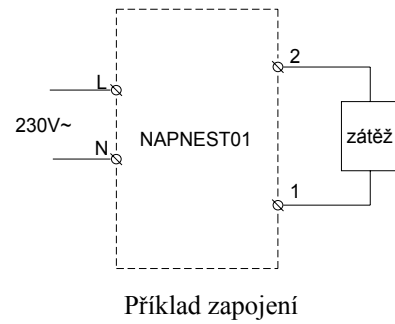 2
L
230V~
NAPNEST01
zátěž
N
1
Příklad zapojení